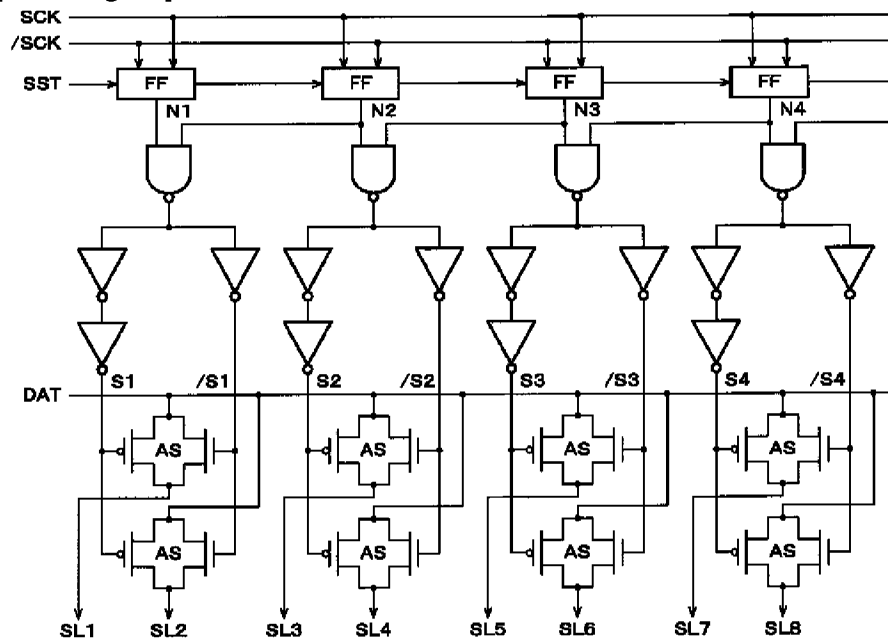 SCK
/SCK
SST FF FF FF FF
N1 N2 N3 N4
S1 /S1 S2 /S2 S3 /S3 S4 /S4
DAT
AS AS AS AS
AS AS AS AS
SL1 SL2 SL3 SL4 SL5 SL6 SL7 SL8